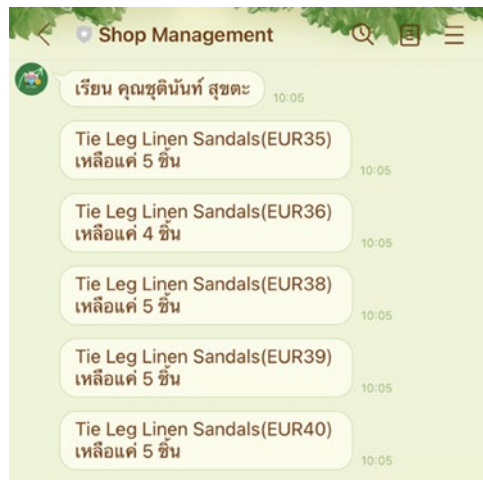 Shop Management
เรียน คุณชุตินันท์ สุขตะ
10:05
Tie Leg Linen Sandals(EUR35)
เหลือแค่ 5 ชิ้น
10:05
Tie Leg Linen Sandals(EUR36)
เหลือแค่ 4 ชิ้น
10:05
Tie Leg Linen Sandals(EUR38)
เหลือแค่ 5 ชิ้น
10:05
Tie Leg Linen Sandals(EUR39)
เหลือแค่ 5 ชิ้น
10:05
Tie Leg Linen Sandals(EUR40)
เหลือแค่ 5 ชิ้น
10:05